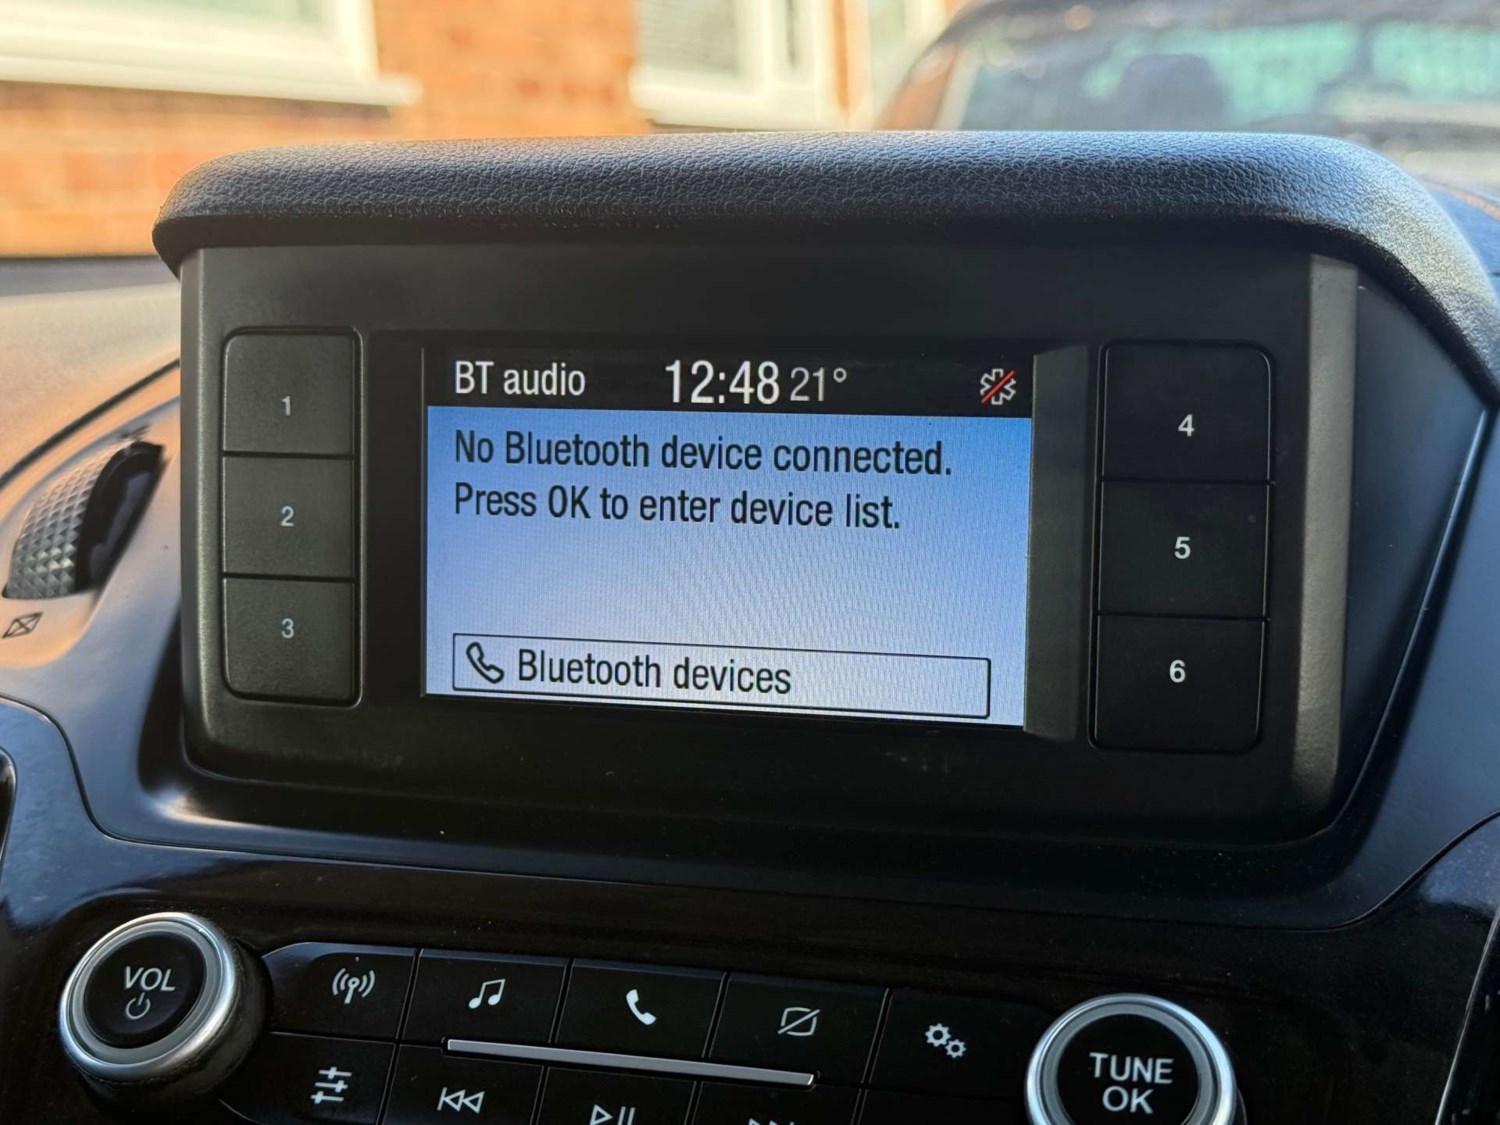 BT audio 12:48 21°
No Bluetooth device connected.
Press OK to enter device list.
Bluetooth devices
1
2
3
4
5
6
VOL
TUNE
OK